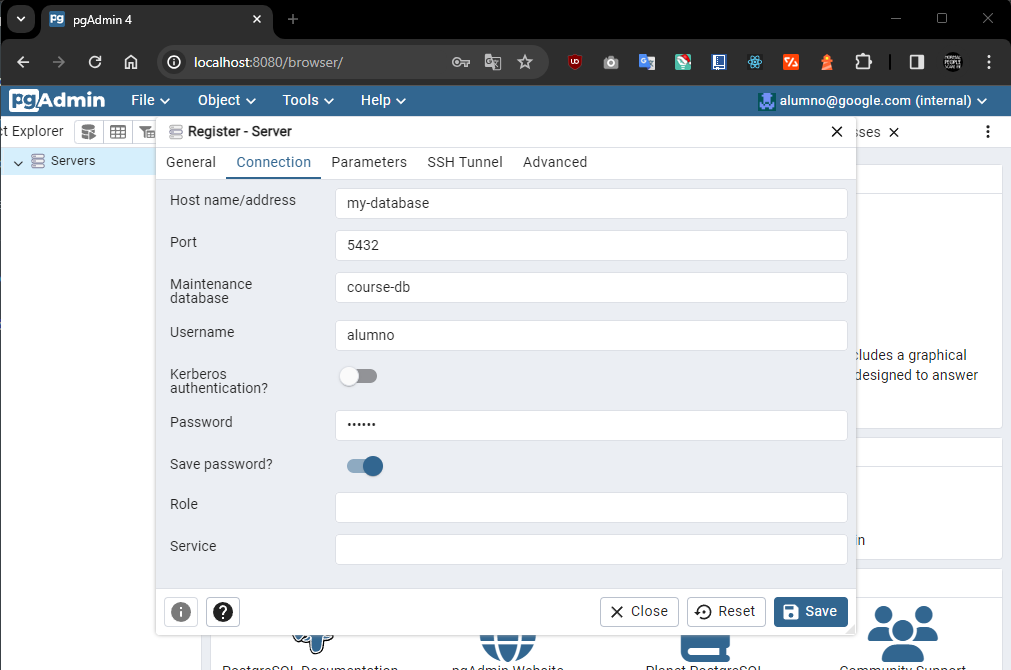 pgAdmin 4
localhost:8080/browser/
pgAdmin File Object Tools Help alumno@google.com (internal)
ct Explorer
Register - Server
sses
Servers
General Connection Parameters SSH Tunnel Advanced
Host name/address my-database
Port 5432
Maintenance
database
course-db
Username alumno
cludes a graphical
designed to answer
Kerberos
authentication?
Password ••••••
Save password?
Role
Service
in
Close Reset Save
PostgreSQL Documentation pgAdmin Website Planet PostgreSQL Community Support